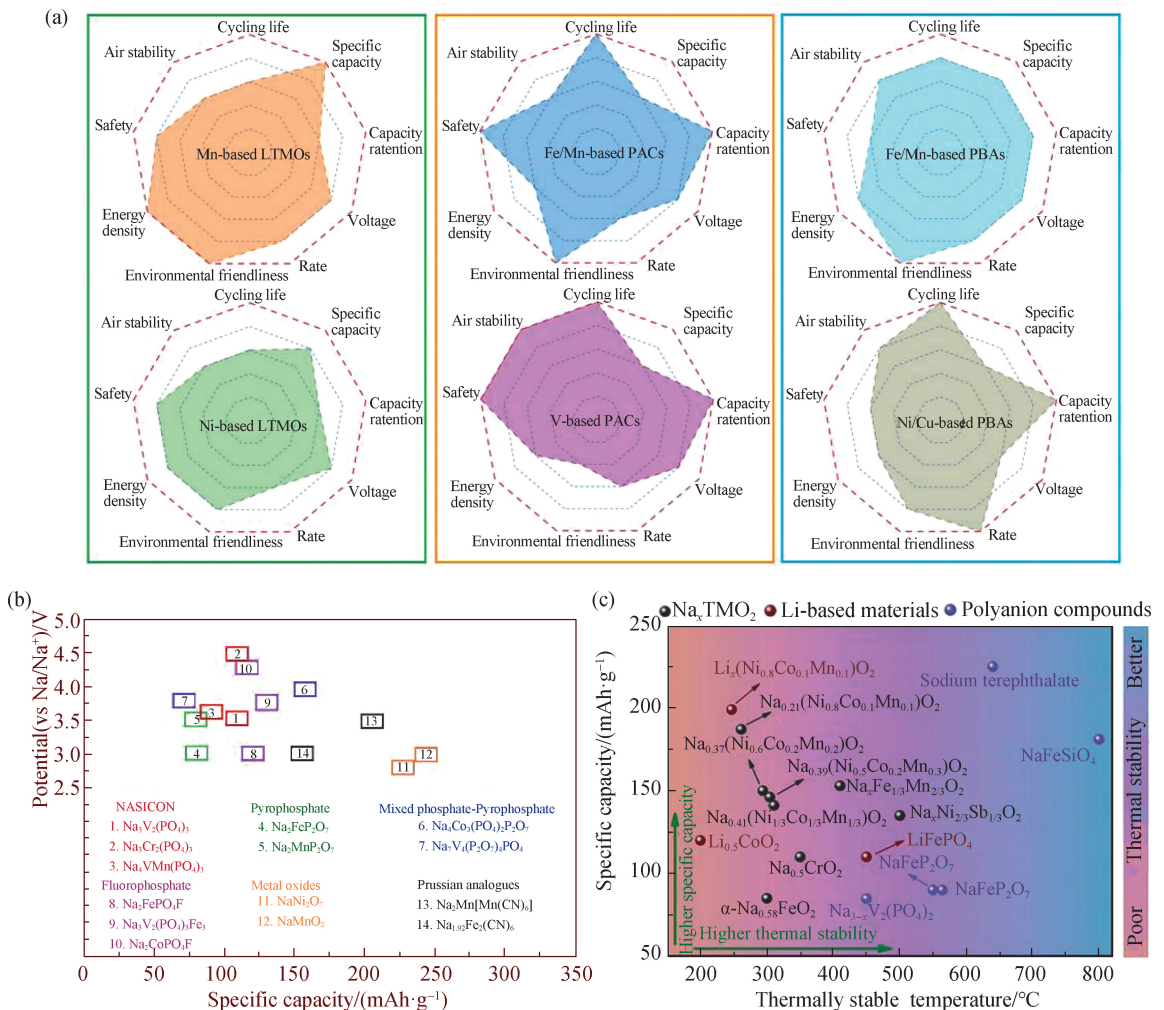 (a)
Cycling life
Air stability
Specific
capacity
Safety
Capacity
ratention
Mn-based LTMOs
Energy
density
Voltage
Environmental friendliness
Rate
Cycling life
Air stability
Specific
capacity
Safety
Capacity
ratention
Fe/Mn-based PACs
Energy
density
Voltage
Environmental friendliness
Rate
Cycling life
Air stability
Specific
capacity
Safety
Capacity
ratention
Fe/Mn-based PBAs
Energy
density
Voltage
Environmental friendliness
Rate
Cycling life
Air stability
Specific
capacity
Safety
Capacity
ratention
Ni-based LTMOs
Energy
density
Voltage
Environmental friendliness
Rate
Cycling life
Air stability
Specific
capacity
Safety
Capacity
ratention
V-based PACs
Energy
density
Voltage
Environmental friendliness
Rate
Cycling life
Air stability
Specific
capacity
Safety
Capacity
ratention
Ni/Cu-based PBAs
Energy
density
Voltage
Environmental friendliness
Rate
(b)
Potential(vs Na/Na⁺)/V
5.0
4.5
4.0
3.5
3.0
2.5
2
10
7
6
3
5
1
9
13
4
8
14
11
12
NASICON
1. Na₃V₂(PO₄)₃
2. Na₃Cr₂(PO₄)₃
3. Na₄VMn(PO₄)₃
Pyrophosphate
4. Na₂FeP₂O₇
5. Na₂MnP₂O₇
Mixed phosphate-Pyrophosphate
6. Na₄Co₃(PO₄)₂P₂O₇
7. Na₇V₄(P₂O₇)₄PO₄
Fluorophosphate
8. Na₂FePO₄F
9. Na₃V₂(PO₄)₃Fe₃
10. Na₂CoPO₄F
Metal oxides
11. NaNi₂O₇
12. NaMnO₂
Prussian analogues
13. Na₂Mn[Mn(CN)₆]
14. Na₁.₉₂Fe₂(CN)₆
0 50 100 150 200 250 300 350
Specific capacity/(mAh·g⁻¹)
(c)
NaₓTMO₂ Li-based materials Polyanion compounds
Specific capacity/(mAh·g⁻¹)
250
200
150
100
50
Liₓ(Ni₀.₈Co₀.₁Mn₀.₁)O₂
Sodium terephthalate
Na₀.₂₁(Ni₀.₈Co₀.₁Mn₀.₁)O₂
Na₀.₃₇(Ni₀.₆Co₀.₂Mn₀.₂)O₂
NaFeSiO₄
Na₀.₃₉(Ni₀.₅Co₀.₂Mn₀.₃)O₂
NaₓFe₁/₃Mn₂/₃O₂
Na₀.₄₁(Ni₁/₃Co₁/₃Mn₁/₃)O₂
NaₓNi₂/₃Sb₁/₃O₂
Li₀.₅CoO₂
LiFePO₄
Na₀.₅CrO₂
NaFeP₂O₇
NaFeP₂O₇
α-Na₀.₅₈FeO₂
Na₃₋ₓV₂(PO₄)₂
Higher specific capacity
Higher thermal stability
200 300 400 500 600 700 800
Thermally stable temperature/°C
Better
Thermal stability
Poor